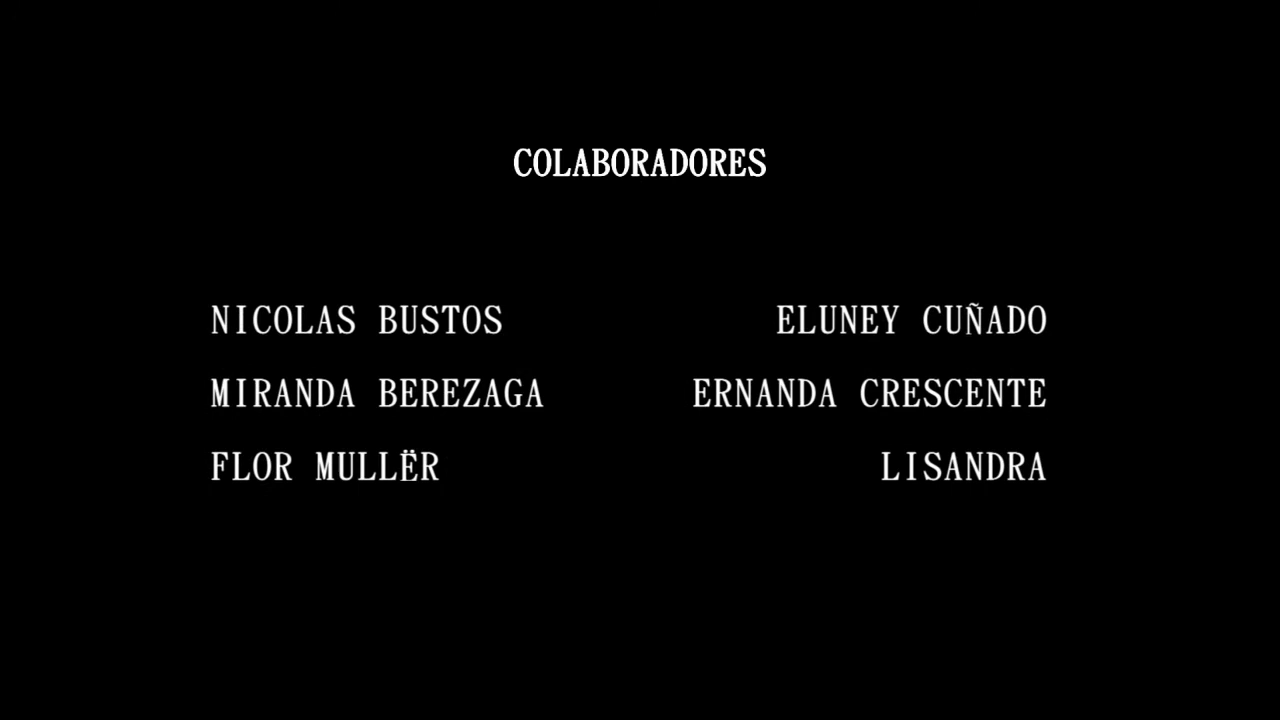 COLABORADORES
NICOLAS BUSTOS
ELUNEY CUÑADO
MIRANDA BEREZAGA
ERNANDA CRESCENTE
FLOR MULLËR
LISANDRA